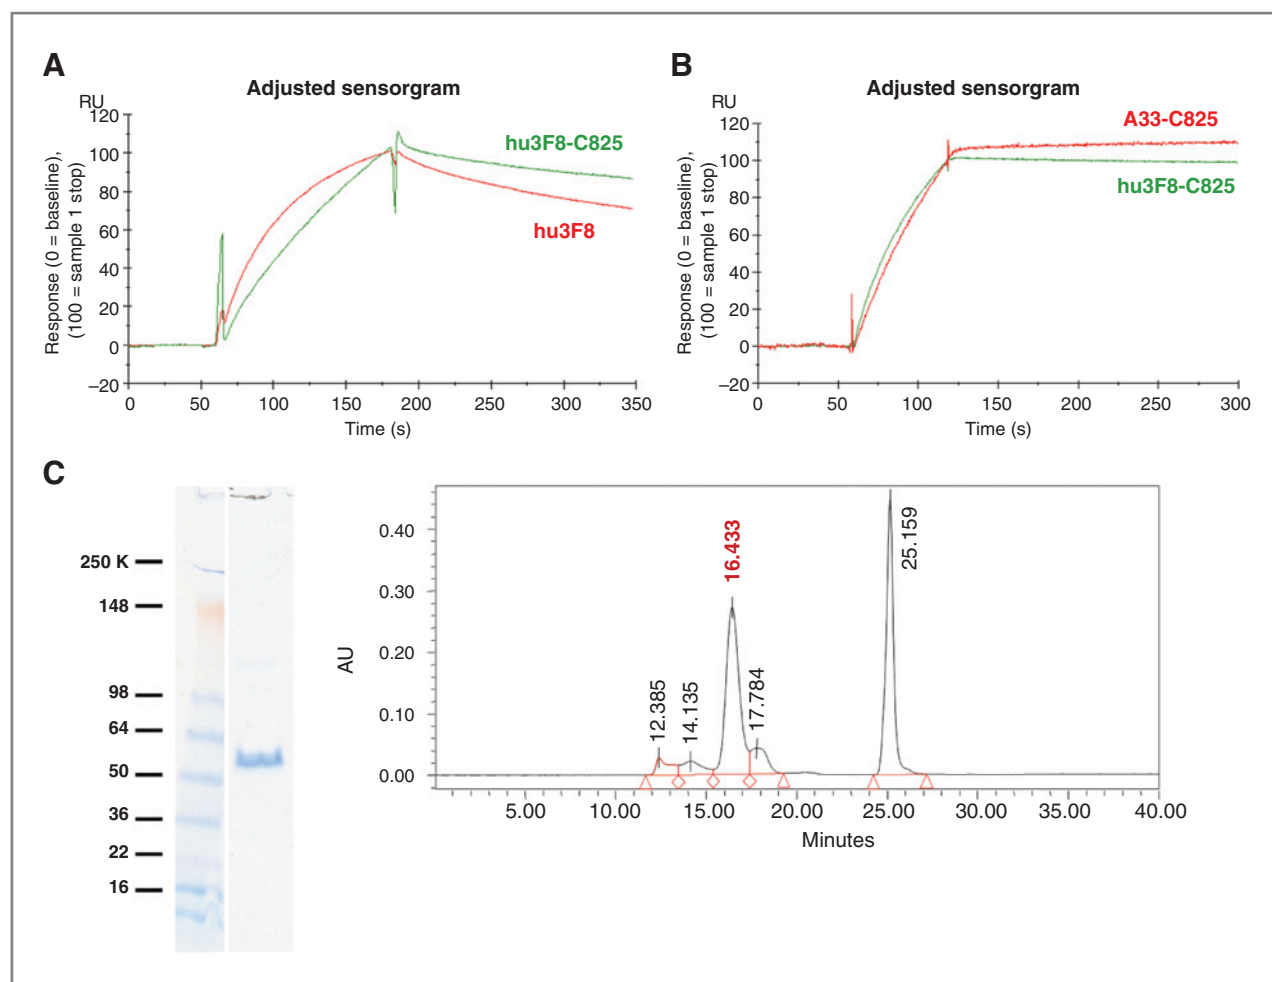 A
Adjusted sensorgram
RU
120
100
80
60
40
20
0
–20
Response (0 = baseline),
(100 = sample 1 stop)
hu3F8-C825
hu3F8
0 50 100 150 200 250 300 350
Time (s)
B
Adjusted sensorgram
RU
120
100
80
60
40
20
0
–20
Response (0 = baseline),
(100 = sample 1 stop)
A33-C825
hu3F8-C825
0 50 100 150 200 250 300
Time (s)
C
250 K
148
98
64
50
36
22
16
AU
0.40
0.30
0.20
0.10
0.00
12.385
14.135
16.433
17.784
25.159
5.00 10.00 15.00 20.00 25.00 30.00 35.00 40.00
Minutes